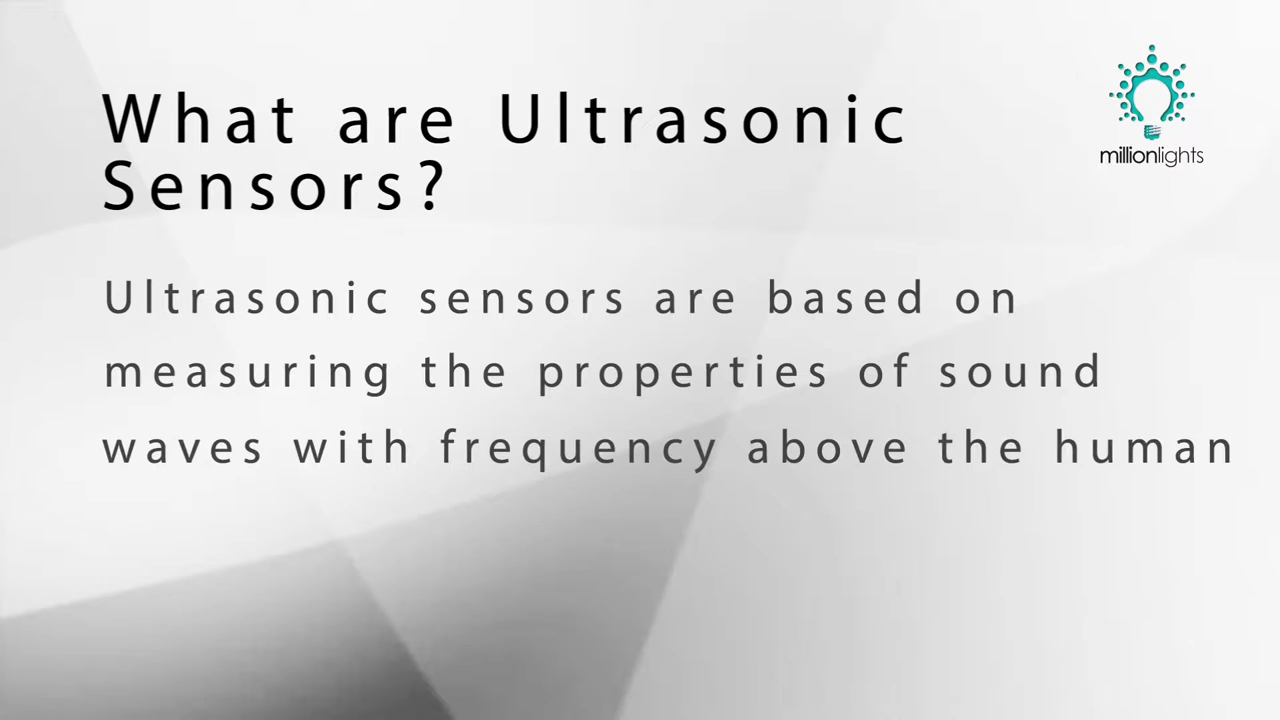 What are Ultrasonic
Sensors?
millionlights
Ultrasonic sensors are based on
measuring the properties of sound
waves with frequency above the human